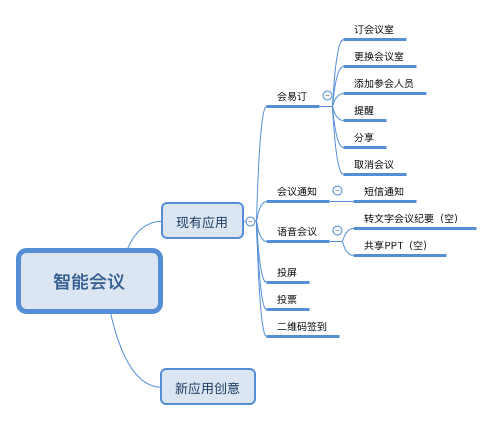 智能会议
现有应用
会易订
订会议室
更换会议室
添加参会人员
提醒
分享
取消会议
会议通知
短信通知
语音会议
转文字会议纪要（空）
共享PPT（空）
投屏
投票
二维码签到
新应用创意